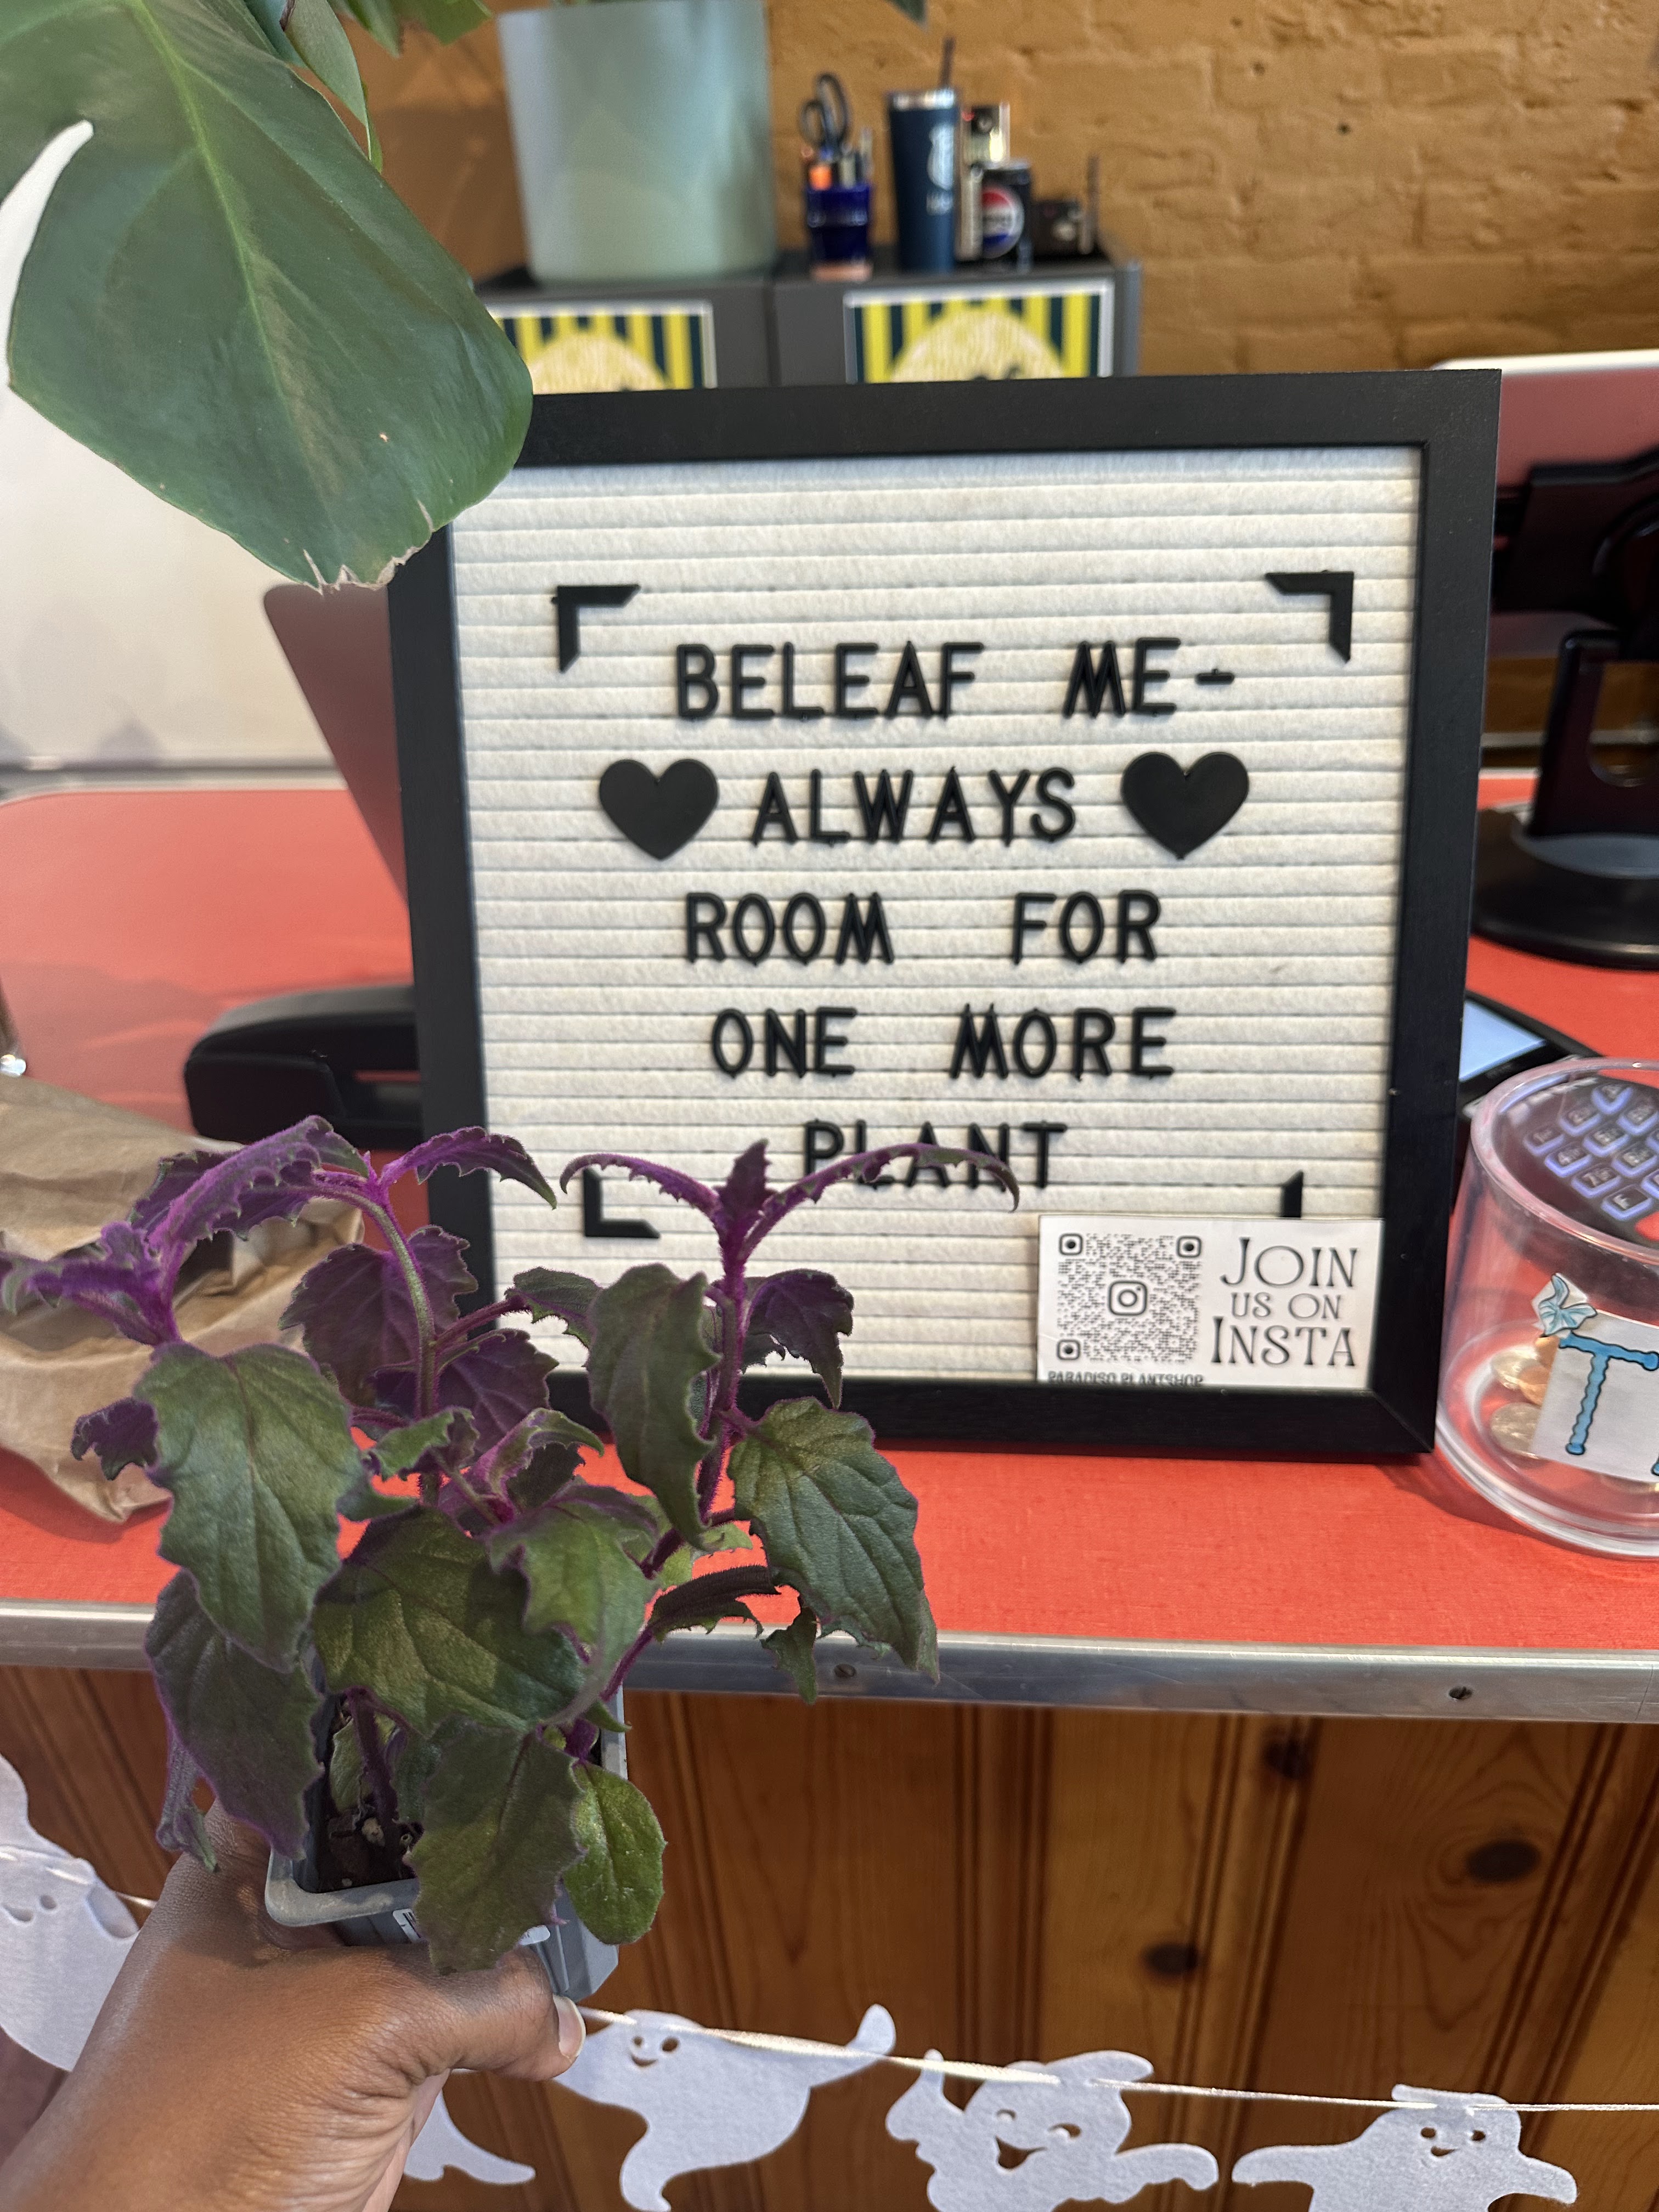 BELEAF ME-
ALWAYS
ROOM FOR
ONE MORE
PLANT
JOIN
US ON
INSTA
PARADISO PLANTSHOP